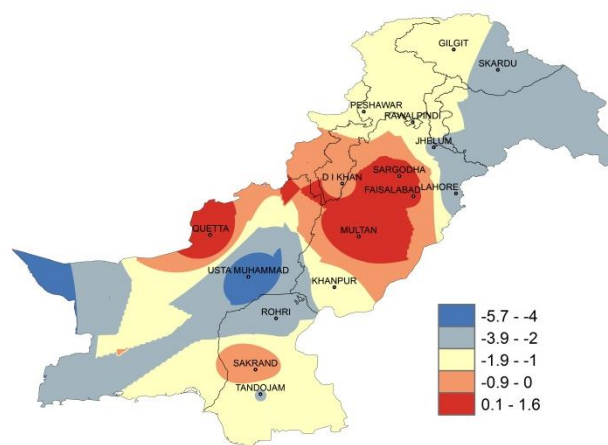 GILGIT
SKARDU
PESHAWAR
RAWALPINDI
JHELUM
SARGODHA
D I KHAN
FAISALABAD
LAHORE
QUETTA
MULTAN
USTA MUHAMMAD
KHANPUR
ROHRI
SAKRAND
TANDOJAM
-5.7 - -4
-3.9 - -2
-1.9 - -1
-0.9 - 0
0.1 - 1.6